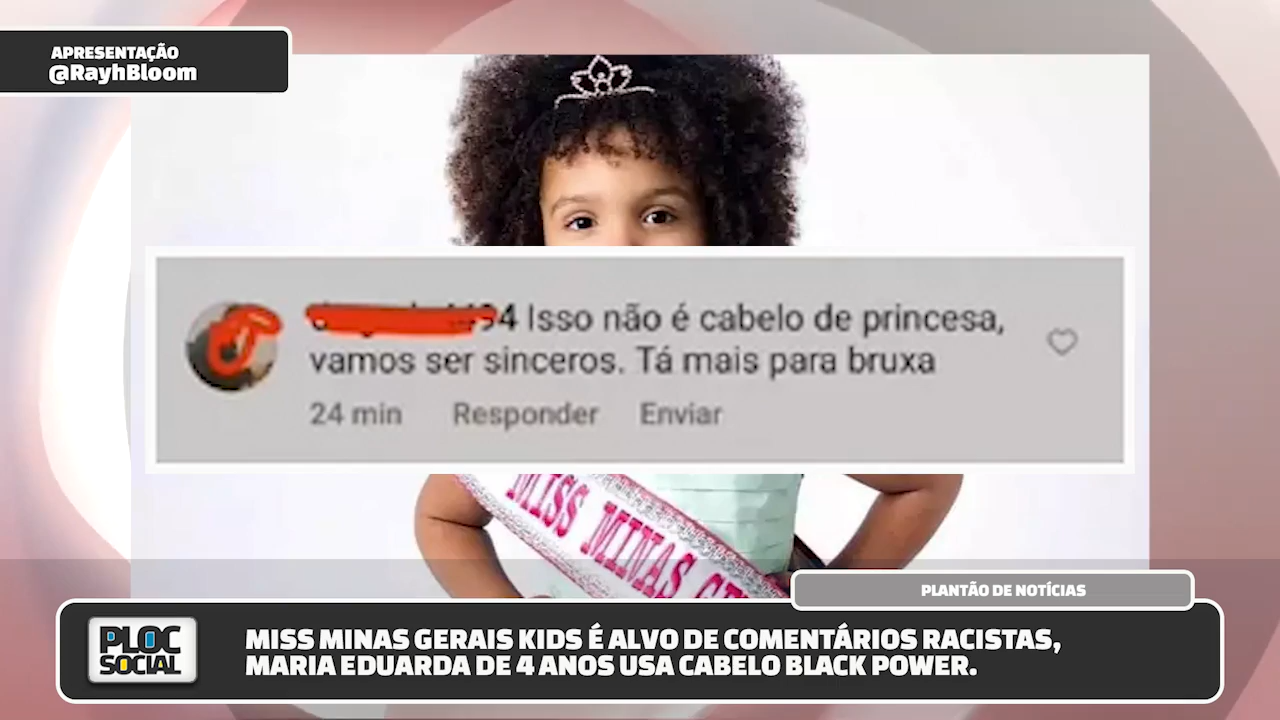 APRESENTAÇÃO
@RayhBloom
Isso não é cabelo de princesa,
vamos ser sinceros. Tá mais para bruxa
24 min Responder Enviar
MISS MINAS
PLANTÃO DE NOTÍCIAS
PLOC
SOCIAL
MISS MINAS GERAIS KIDS É ALVO DE COMENTÁRIOS RACISTAS,
MARIA EDUARDA DE 4 ANOS USA CABELO BLACK POWER.